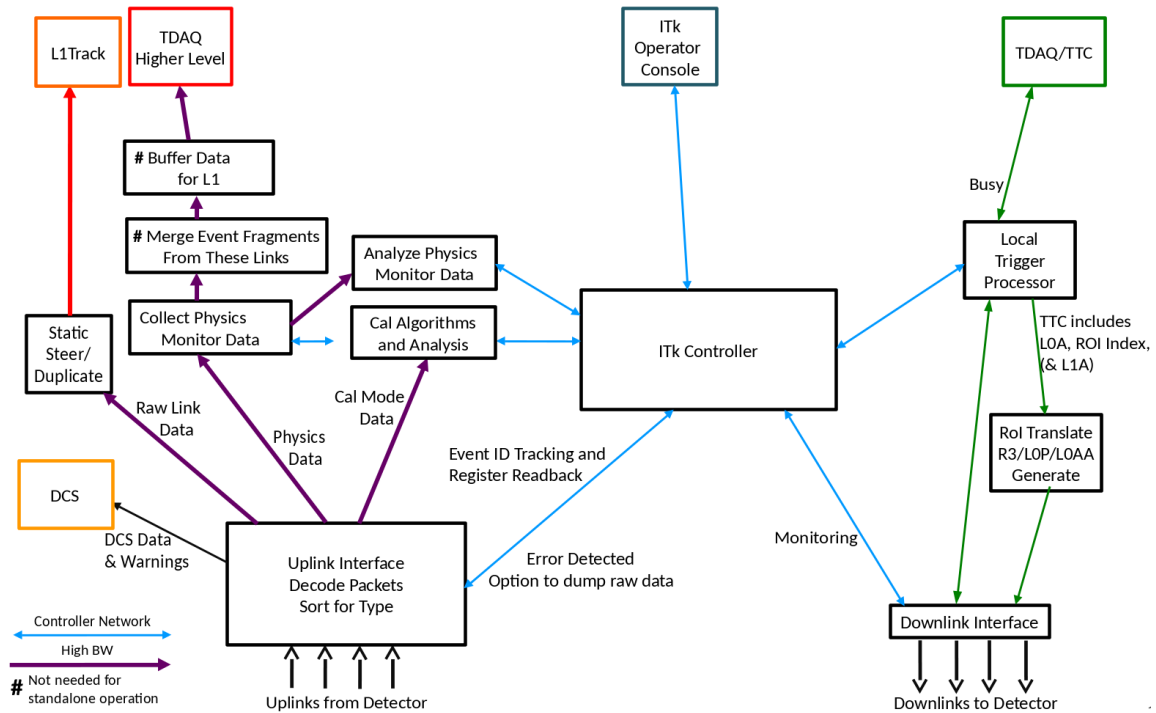 L1Track
TDAQ
Higher Level
ITk
Operator
Console
TDAQ/TTC
# Buffer Data
for L1
Busy
# Merge Event Fragments
From These Links
Analyze Physics
Monitor Data
Local
Trigger
Processor
Collect Physics
Monitor Data
Cal Algorithms
and Analysis
Static
Steer/
Duplicate
ITk Controller
TTC includes
L0A, ROI Index,
(& L1A)
Raw Link
Data
Physics
Data
Cal Mode
Data
Event ID Tracking and
Register Readback
RoI Translate
R3/L0P/L0AA
Generate
DCS
DCS Data
& Warnings
Uplink Interface
Decode Packets
Sort for Type
Error Detected
Option to dump raw data
Monitoring
Downlink Interface
Controller Network
High BW
# Not needed for
standalone operation
Uplinks from Detector
Downlinks to Detector